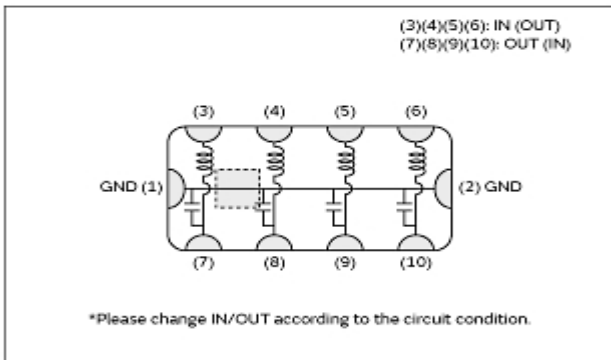 (3)(4)(5)(6): IN (OUT)
(7)(8)(9)(10): OUT (IN)
(3) (4) (5) (6)
GND (1) (2) GND
(7) (8) (9) (10)
*Please change IN/OUT according to the circuit condition.